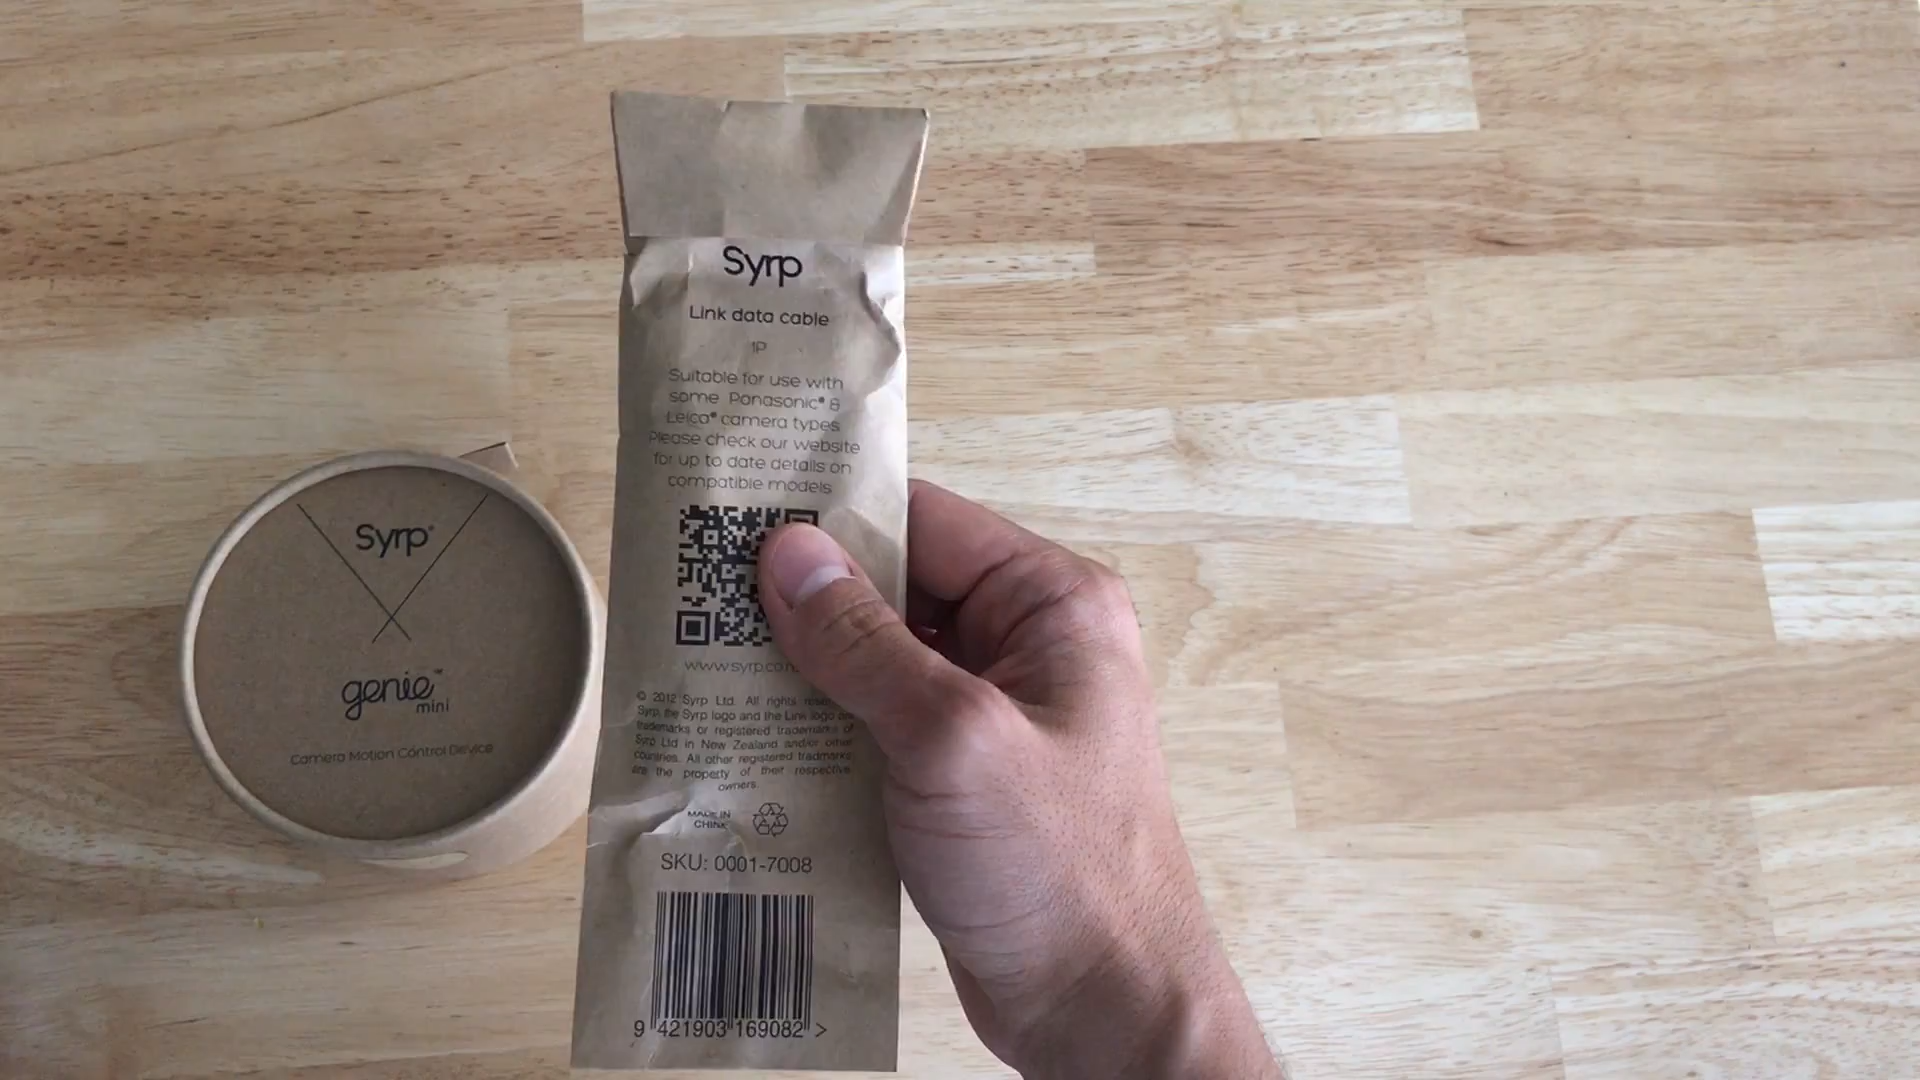 Syrp
Link data cable
1P
Suitable for use with
some Panasonic® &
Leica® camera types
Please check our website
for up to date details on
compatible models
www.syrp.co
© 2012 Syrp Ltd. All rights
Syrp, the Syrp logo and the Link logo are
trademarks or registered trademarks of
Syrp Ltd in New Zealand and/or other
countries. All other registered tradmarks
are the property of their respective
owners.
MADE IN
CHINA
SKU: 0001-7008
9 421903 169082 >
Syrp®
genie™
mini
Camera Motion Control Device